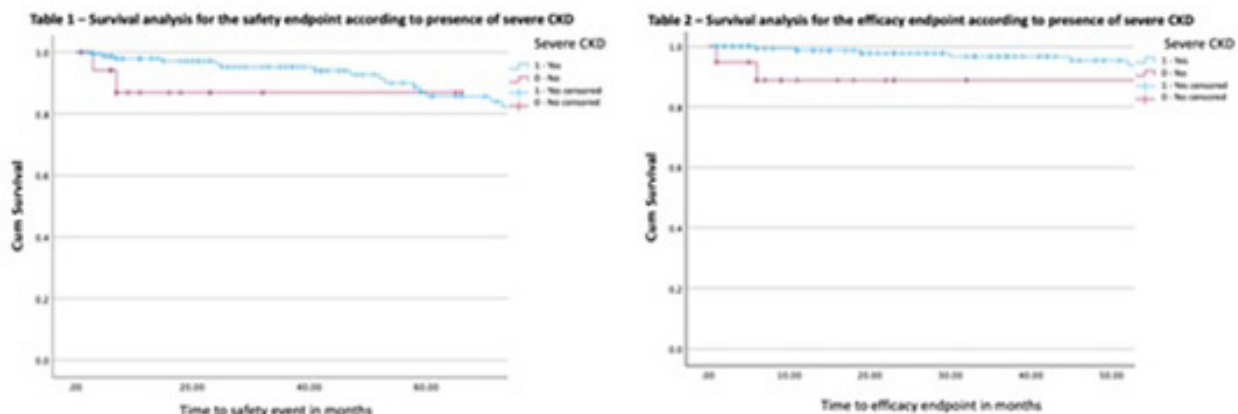 Table 1 – Survival analysis for the safety endpoint according to presence of severe CKD
Severe CKD
1 - Yes
0 - No
1 - Yes censored
0 - No censored
1.0
0.8
0.6
0.4
0.2
0.0
Cum Survival
.00 20.00 40.00 60.00
Time to safety event in months
Table 2 – Survival analysis for the efficacy endpoint according to presence of severe CKD
Severe CKD
1 - Yes
0 - No
1 - Yes censored
0 - No censored
1.0
0.8
0.6
0.4
0.2
0.0
Cum Survival
.00 10.00 20.00 30.00 40.00 50.00
Time to efficacy endpoint in months